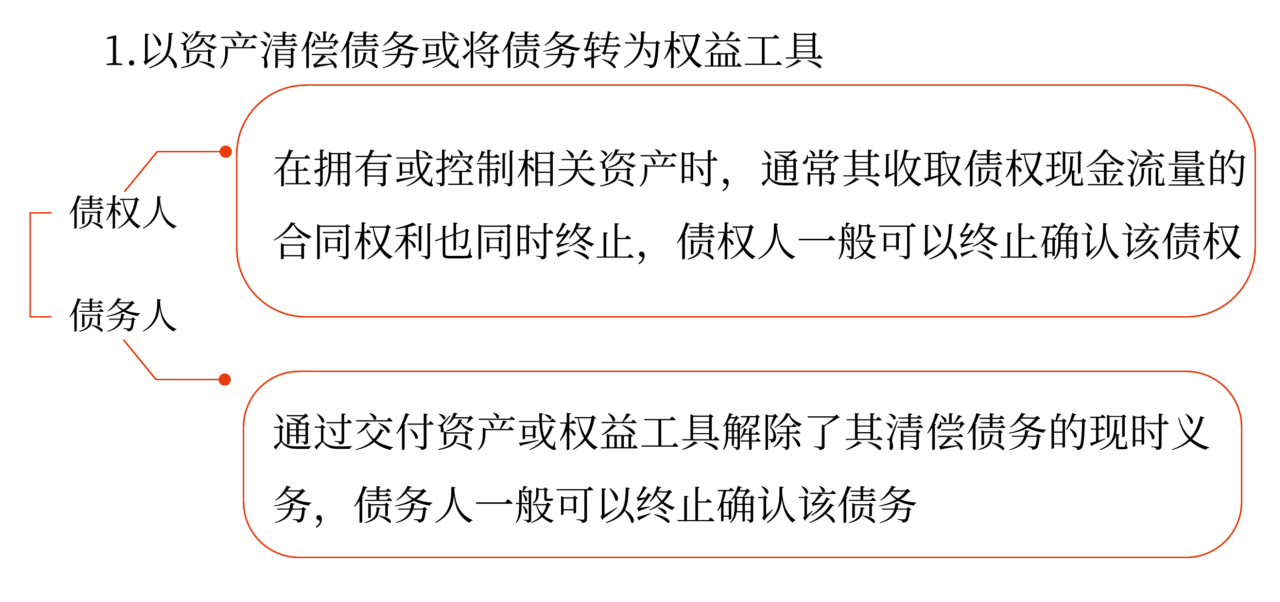 1.以资产清偿债务或将债务转为权益工具
在拥有或控制相关资产时，通常其收取债权现金流量的
合同权利也同时终止，债权人一般可以终止确认该债权
债权人
债务人
通过交付资产或权益工具解除了其清偿债务的现时义
务，债务人一般可以终止确认该债务